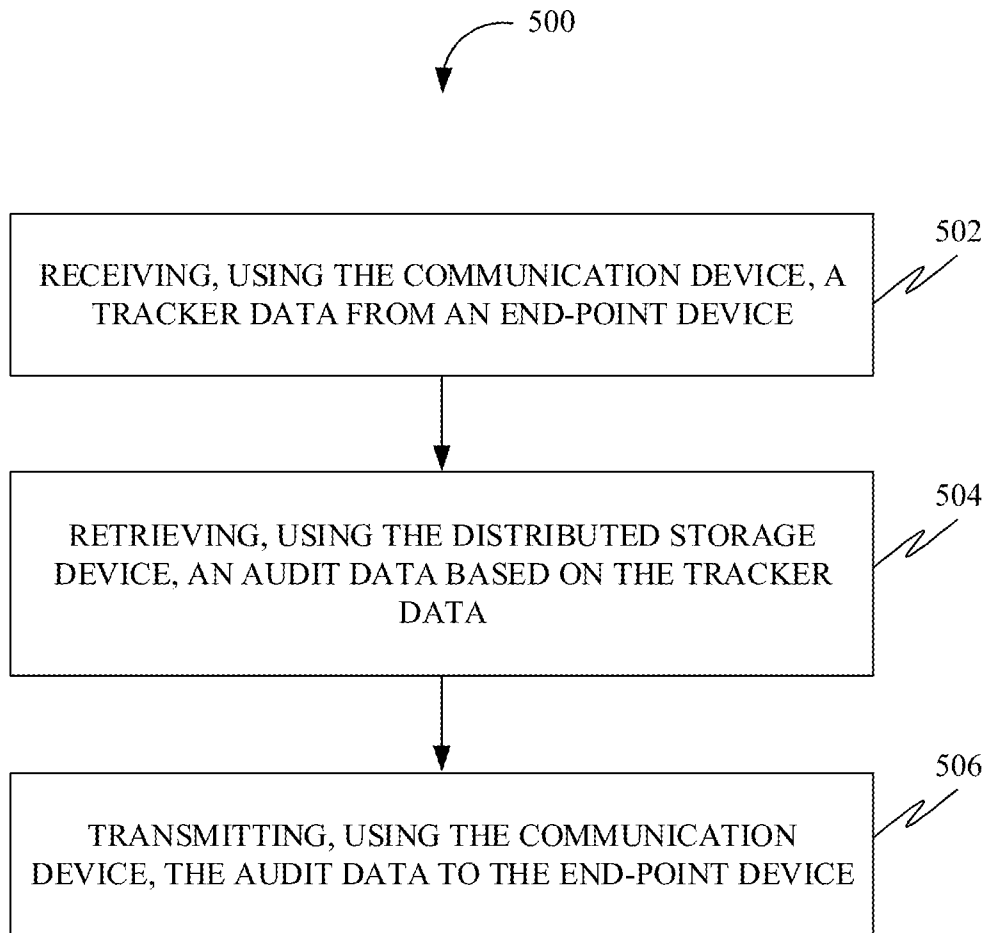 500
502
RECEIVING, USING THE COMMUNICATION DEVICE, A
TRACKER DATA FROM AN END-POINT DEVICE
504
RETRIEVING, USING THE DISTRIBUTED STORAGE
DEVICE, AN AUDIT DATA BASED ON THE TRACKER
DATA
506
TRANSMITTING, USING THE COMMUNICATION
DEVICE, THE AUDIT DATA TO THE END-POINT DEVICE